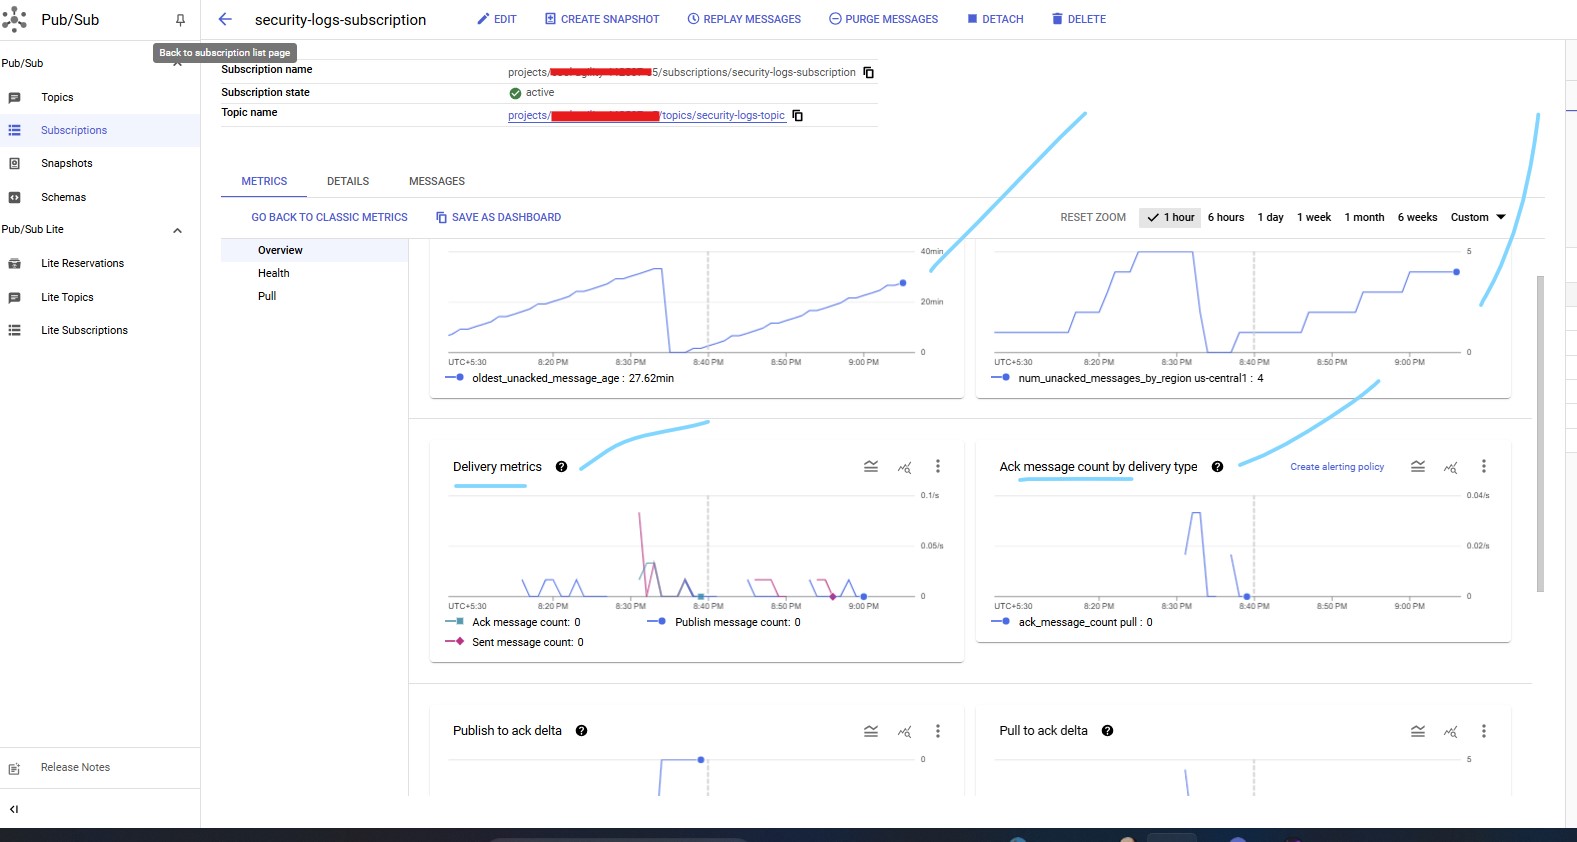 Pub/Sub
security-logs-subscription
EDIT
CREATE SNAPSHOT
REPLAY MESSAGES
PURGE MESSAGES
DETACH
DELETE
Back to subscription list page
Pub/Sub
Topics
Subscriptions
Snapshots
Schemas
Pub/Sub Lite
Lite Reservations
Lite Topics
Lite Subscriptions
Release Notes
Subscription name
projects/ 5/subscriptions/security-logs-subscription
Subscription state
active
Topic name
projects/ /topics/security-logs-topic
METRICS
DETAILS
MESSAGES
GO BACK TO CLASSIC METRICS
SAVE AS DASHBOARD
RESET ZOOM
1 hour
6 hours
1 day
1 week
1 month
6 weeks
Custom
Overview
Health
Pull
40min
20min
0
UTC+5:30
8:20 PM
8:30 PM
8:40 PM
8:50 PM
9:00 PM
oldest_unacked_message_age : 27.62min
5
0
UTC+5:30
8:20 PM
8:30 PM
8:40 PM
8:50 PM
9:00 PM
num_unacked_messages_by_region us-central1 : 4
Delivery metrics
0.1/s
0.05/s
0
UTC+5:30
8:20 PM
8:30 PM
8:40 PM
8:50 PM
9:00 PM
Ack message count: 0
Publish message count: 0
Sent message count: 0
Ack message count by delivery type
Create alerting policy
0.04/s
0.02/s
0
UTC+5:30
8:20 PM
8:30 PM
8:40 PM
8:50 PM
9:00 PM
ack_message_count pull : 0
Publish to ack delta
0
Pull to ack delta
5